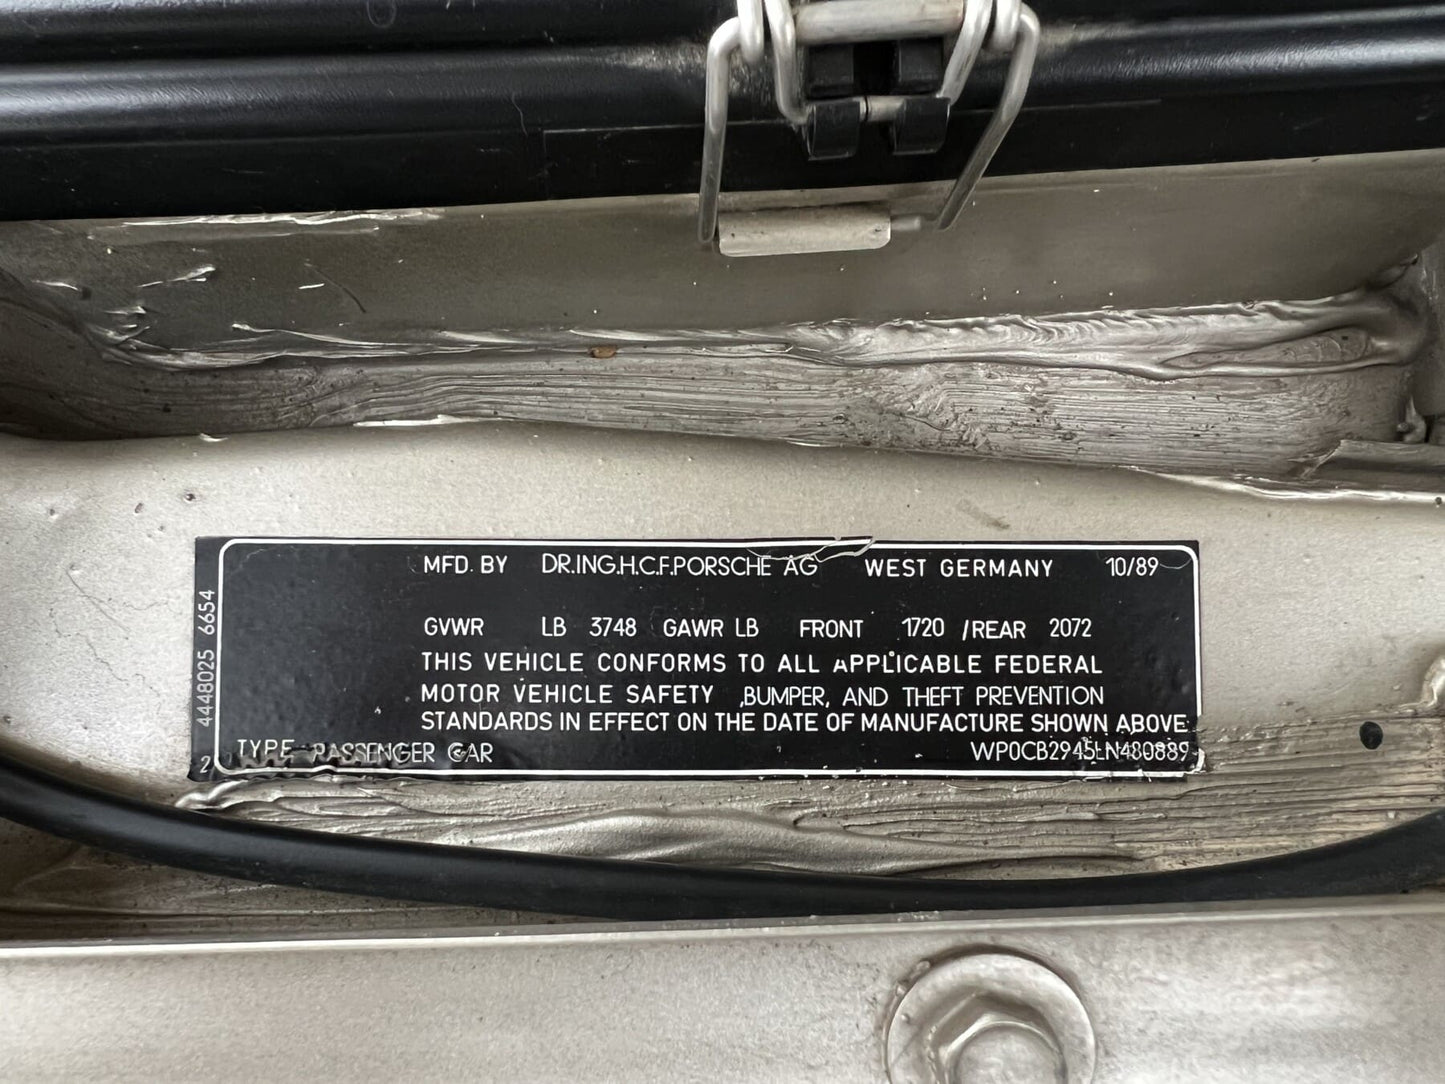 MFD. BY DR.ING.H.C.F.PORSCHE AG WEST GERMANY 10/89
GVWR LB 3748 GAWR LB FRONT 1720 /REAR 2072
THIS VEHICLE CONFORMS TO ALL APPLICABLE FEDERAL
MOTOR VEHICLE SAFETY ,BUMPER, AND THEFT PREVENTION
STANDARDS IN EFFECT ON THE DATE OF MANUFACTURE SHOWN ABOVE.
TYPE: PASSENGER CAR WP0CB2945LN480889
2 4448025 6654